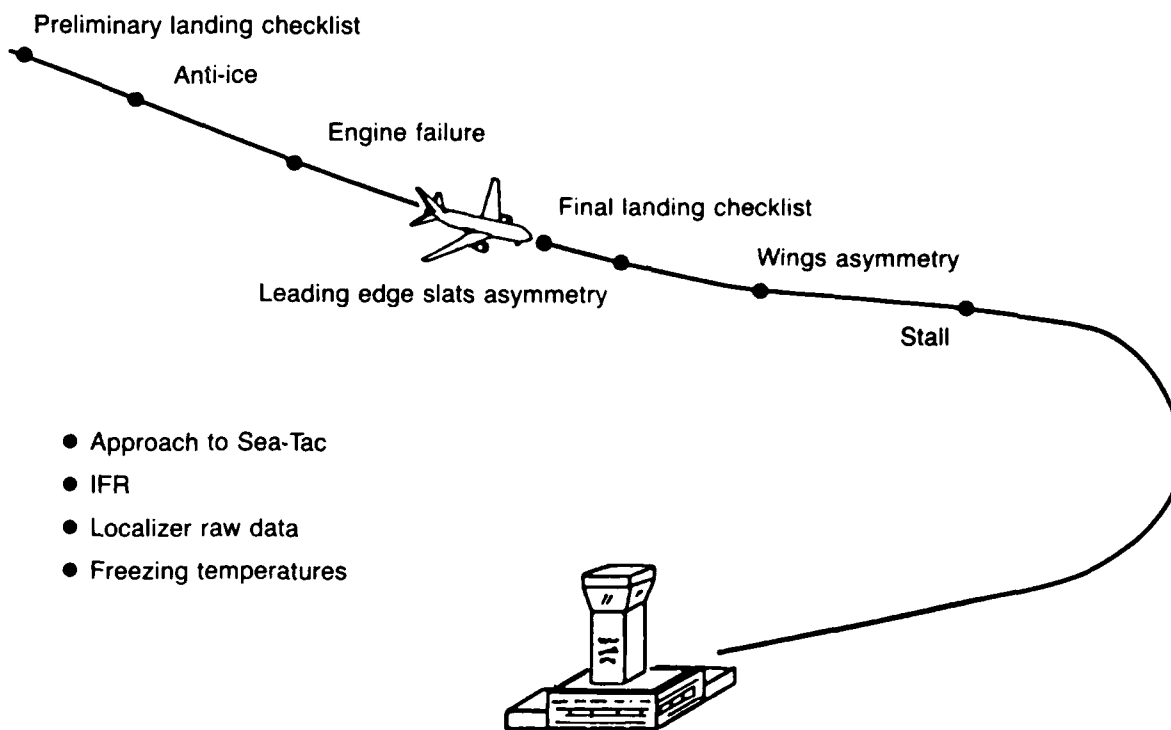 Preliminary landing checklist
Anti-ice
Engine failure
Final landing checklist
Leading edge slats asymmetry
Wings asymmetry
Stall
● Approach to Sea-Tac
● IFR
● Localizer raw data
● Freezing temperatures